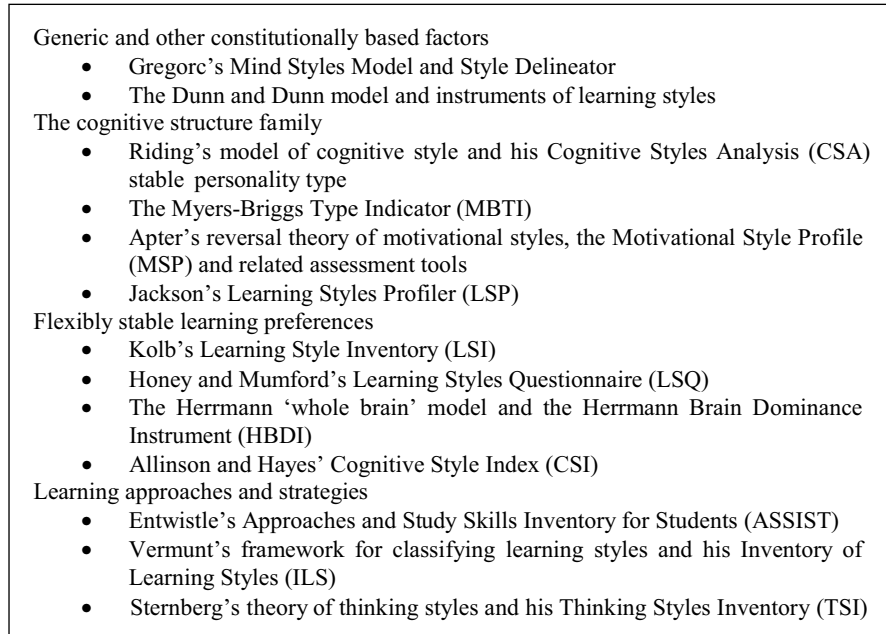 Generic and other constitutionally based factors
• Gregorc’s Mind Styles Model and Style Delineator
• The Dunn and Dunn model and instruments of learning styles
The cognitive structure family
• Riding’s model of cognitive style and his Cognitive Styles Analysis (CSA)
stable personality type
• The Myers-Briggs Type Indicator (MBTI)
• Apter’s reversal theory of motivational styles, the Motivational Style Profile
(MSP) and related assessment tools
• Jackson’s Learning Styles Profiler (LSP)
Flexibly stable learning preferences
• Kolb’s Learning Style Inventory (LSI)
• Honey and Mumford’s Learning Styles Questionnaire (LSQ)
• The Herrmann ‘whole brain’ model and the Herrmann Brain Dominance
Instrument (HBDI)
• Allinson and Hayes’ Cognitive Style Index (CSI)
Learning approaches and strategies
• Entwistle’s Approaches and Study Skills Inventory for Students (ASSIST)
• Vermunt’s framework for classifying learning styles and his Inventory of
Learning Styles (ILS)
• Sternberg’s theory of thinking styles and his Thinking Styles Inventory (TSI)